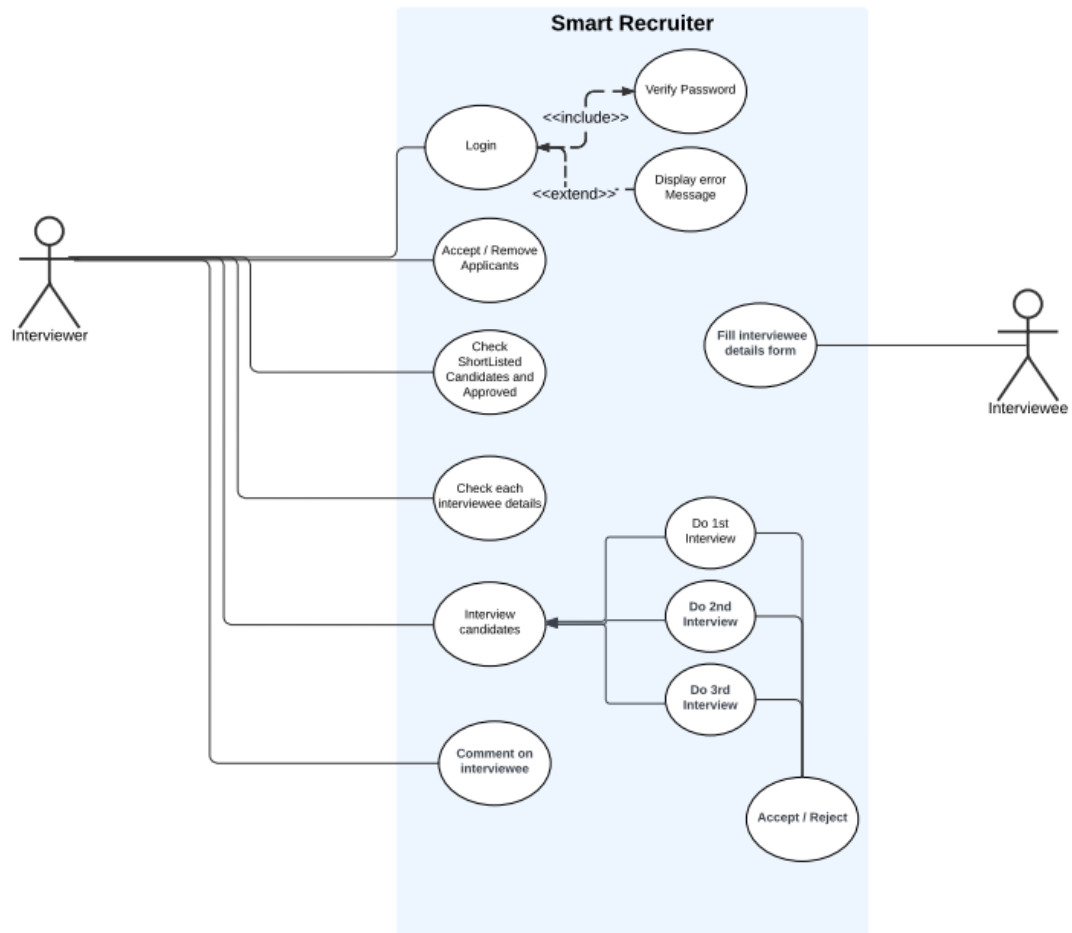 Smart Recruiter
Verify Password
<<include>>
Login
Display error
Message
<<extend>>
Accept / Remove
Applicants
Interviewer
Fill interviewee
details form
Check
ShortListed
Candidates and
Approved
Interviewee
Check each
interviewee details
Do 1st
Interview
Interview
candidates
Do 2nd
Interview
Do 3rd
Interview
Comment on
interviewee
Accept / Reject